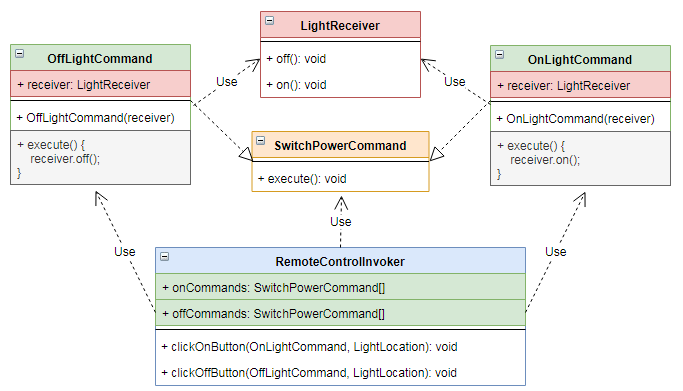 LightReceiver
+ off(): void
+ on(): void
OffLightCommand
+ receiver: LightReceiver
+ OffLightCommand(receiver)
+ execute() {
receiver.off();
}
OnLightCommand
+ receiver: LightReceiver
+ OnLightCommand(receiver)
+ execute() {
receiver.on();
}
Use
Use
SwitchPowerCommand
+ execute(): void
Use
Use
Use
RemoteControlInvoker
+ onCommands: SwitchPowerCommand[]
+ offCommands: SwitchPowerCommand[]
+ clickOnButton(OnLightCommand, LightLocation): void
+ clickOffButton(OffLightCommand, LightLocation): void